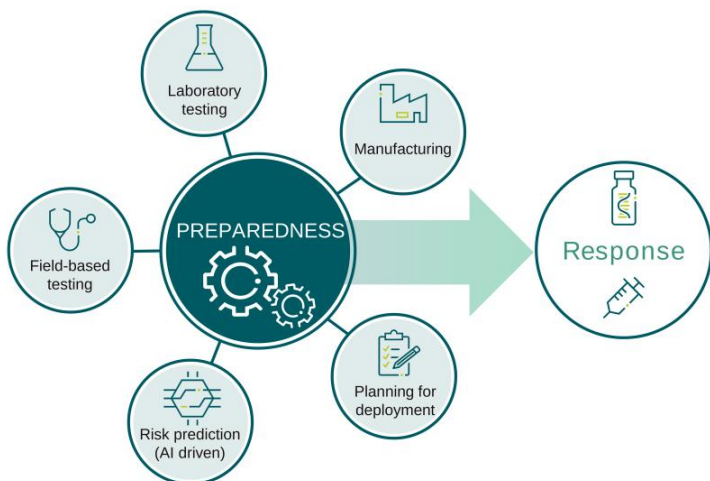 Laboratory
testing
Manufacturing
PREPAREDNESS
Response
Field-based
testing
Planning for
deployment
Risk prediction
(AI driven)